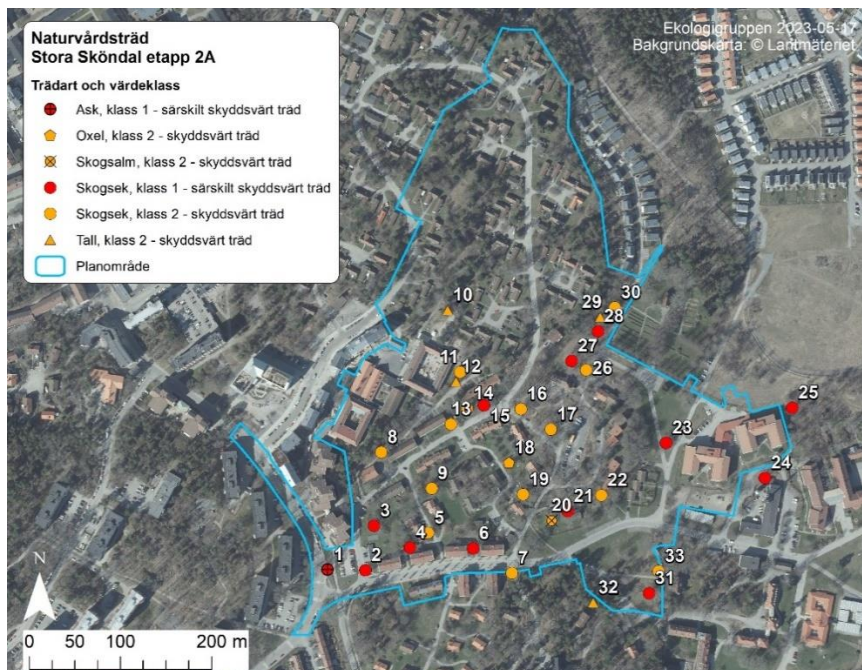 Naturvårdsträd
Stora Sköndal etapp 2A
Trädart och värdeklass
Ask, klass 1 - särskilt skyddsvärt träd
Oxel, klass 2 - skyddsvärt träd
Skogsalm, klass 2 - skyddsvärt träd
Skogsek, klass 1 - särskilt skyddsvärt träd
Skogsek, klass 2 - skyddsvärt träd
Tall, klass 2 - skyddsvärt träd
Planområde
Ekologigruppen 2023-05-17
Bakgrundskarta: © Lantmäteriet
10
29
30
28
11
12
27
26
14
13
15
16
25
17
8
23
18
24
9
19
22
3
20
21
5
4
6
1
2
7
33
31
32
N
0 50 100 200 m